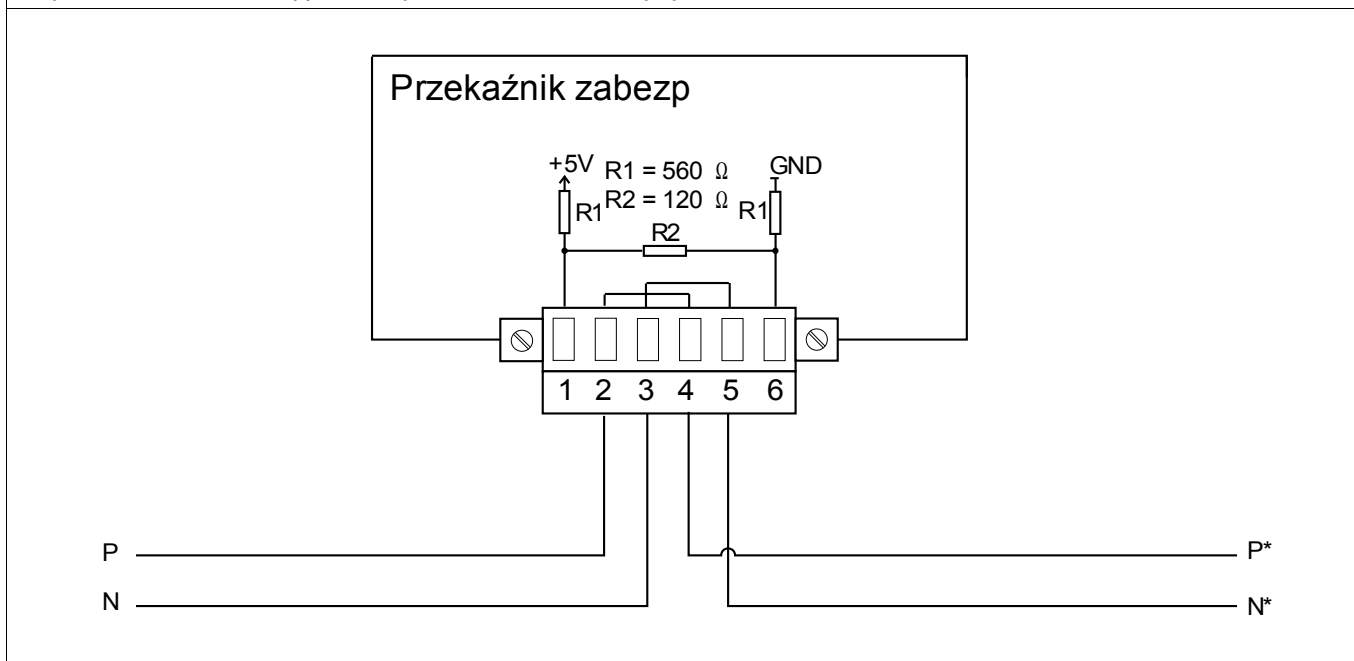 Przekaźnik zabezp
+5V R1 = 560 Ω GND
R2 = 120 Ω
R1 R1
R2
1 2 3 4 5 6
P P*
N N*